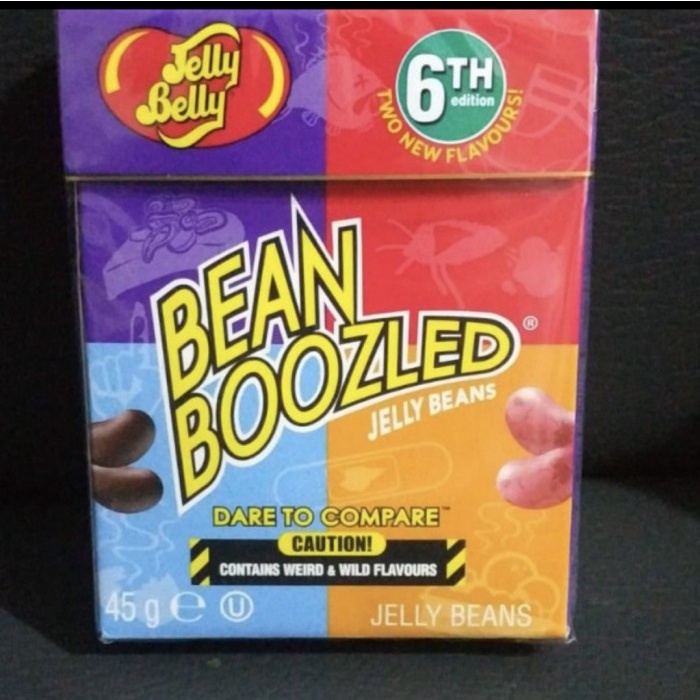 Jelly
Belly
6TH
edition
TWO NEW FLAVOURS!
BEAN
BOOZLED®
JELLY BEANS
DARE TO COMPARE™
CAUTION!
CONTAINS WEIRD & WILD FLAVOURS
45 g ℮ U
JELLY BEANS